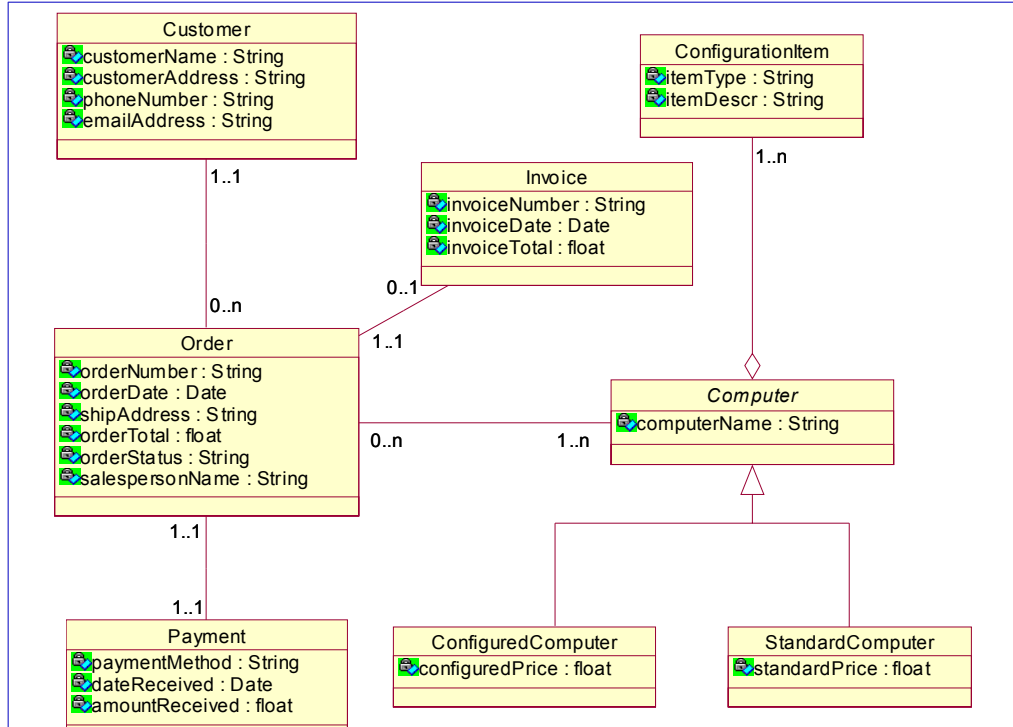 Customer
customerName : String
customerAddress : String
phoneNumber : String
emailAddress : String
1..1
0..n
ConfigurationItem
itemType : String
itemDescr : String
1..n
Invoice
invoiceNumber : String
invoiceDate : Date
invoiceTotal : float
0..1
1..1
Order
orderNumber : String
orderDate : Date
shipAddress : String
orderTotal : float
orderStatus : String
salespersonName : String
0..n
1..n
Computer
computerName : String
1..1
1..1
Payment
paymentMethod : String
dateReceived : Date
amountReceived : float
ConfiguredComputer
configuredPrice : float
StandardComputer
standardPrice : float